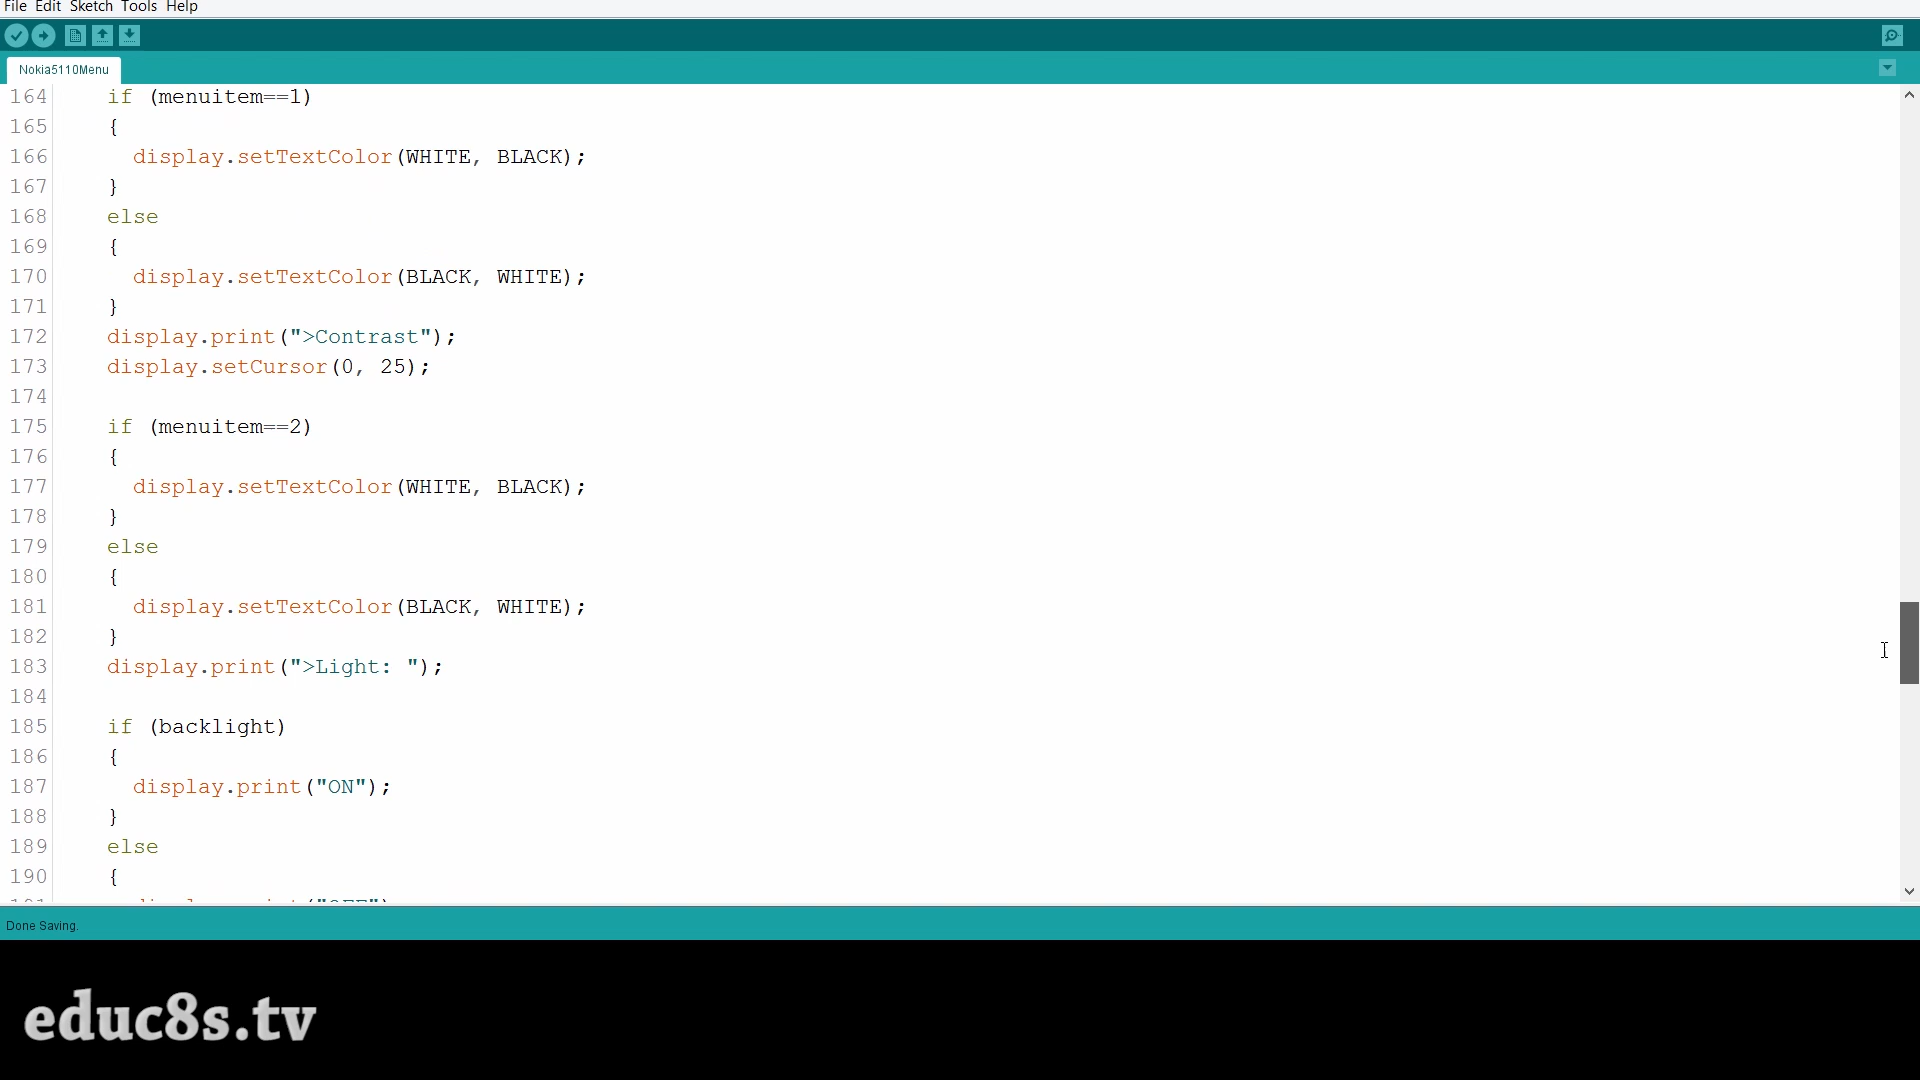 File Edit Sketch Tools Help
Nokia5110Menu
164 if (menuitem==1)
165 {
166 display.setTextColor(WHITE, BLACK);
167 }
168 else
169 {
170 display.setTextColor(BLACK, WHITE);
171 }
172 display.print(">Contrast");
173 display.setCursor(0, 25);
174
175 if (menuitem==2)
176 {
177 display.setTextColor(WHITE, BLACK);
178 }
179 else
180 {
181 display.setTextColor(BLACK, WHITE);
182 }
183 display.print(">Light: ");
184
185 if (backlight)
186 {
187 display.print("ON");
188 }
189 else
190 {
Done Saving.
educ8s.tv